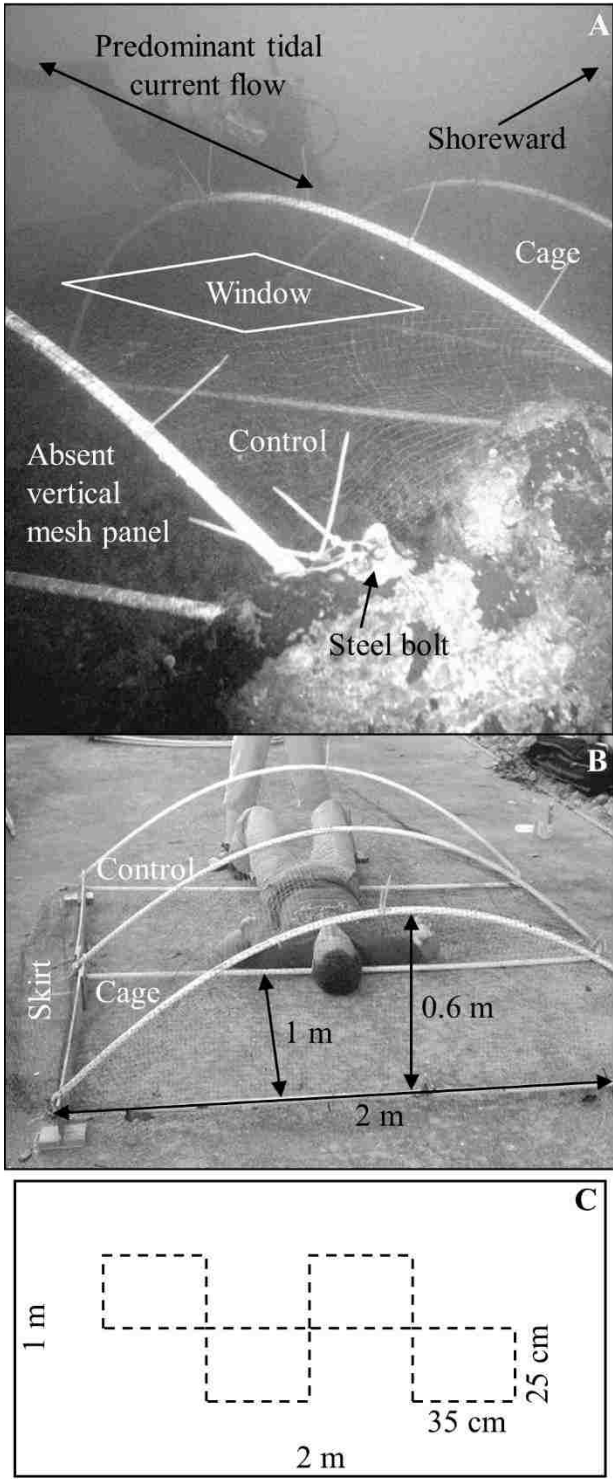 A
Predominant tidal
current flow
Shoreward
Cage
Window
Control
Absent
vertical
mesh panel
Steel bolt
B
Control
Skirt
Cage
0.6 m
1 m
2 m
C
1 m
25 cm
35 cm
2 m